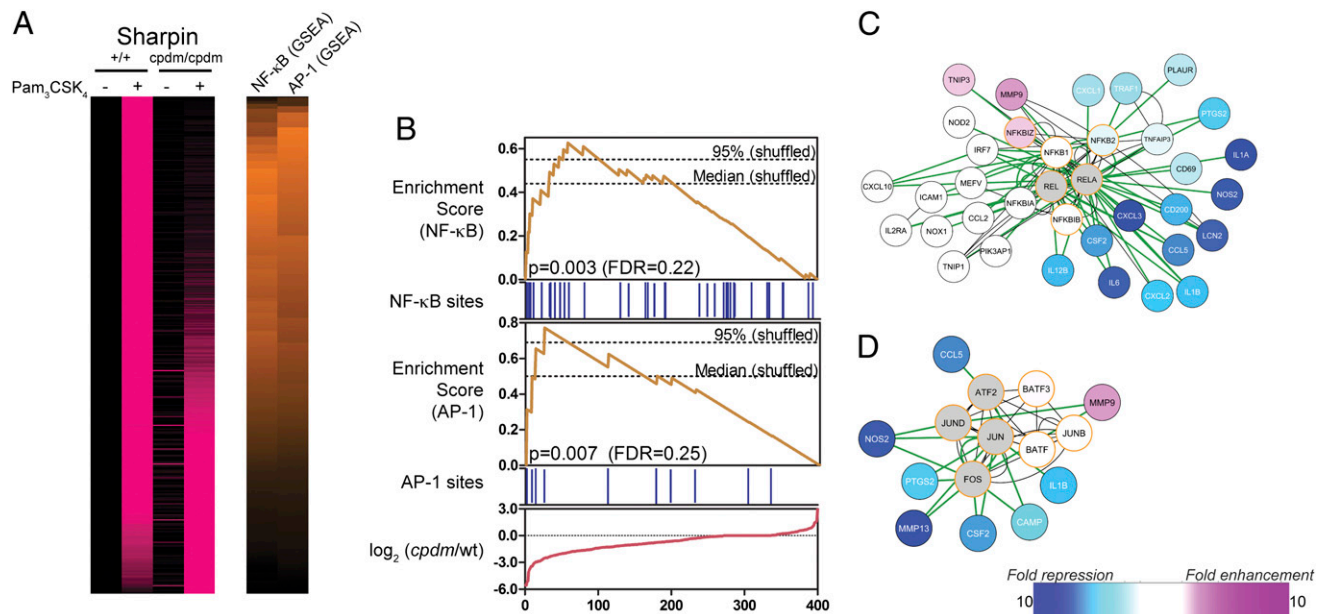 A
Sharpin
+/+ cpdm/cpdm
Pam3CSK4 - + - +
NF-κB (GSEA)
AP-1 (GSEA)
B
Enrichment
Score
(NF-κB)
0.6
0.4
0.2
0.0
95% (shuffled)
Median (shuffled)
p=0.003 (FDR=0.22)
NF-κB sites
Enrichment
Score
(AP-1)
0.8
0.6
0.4
0.2
0.0
95% (shuffled)
Median (shuffled)
p=0.007 (FDR=0.25)
AP-1 sites
log2 (cpdm/wt)
3.0
0.0
-3.0
-6.0
0 100 200 300 400
C
TNIP3
MMP9
CXCL1
TRAF1
PLAUR
PTGS2
NOD2
NFKBIZ
NFKB1
NFKB2
TNFAIP3
IRF7
IL1A
CXCL10
MEFV
REL
RELA
CD69
NOS2
ICAM1
NFKBIA
NFKBIB
CXCL3
CD200
LCN2
IL2RA
NOX1
CCL2
PIK3AP1
CSF2
CCL5
TNIP1
IL12B
IL6
CXCL2
IL1B
D
CCL5
ATF2
BATF3
MMP9
JUND
JUN
JUNB
NOS2
BATF
PTGS2
FOS
IL1B
MMP13
CSF2
CAMP
Fold repression
Fold enhancement
10
10